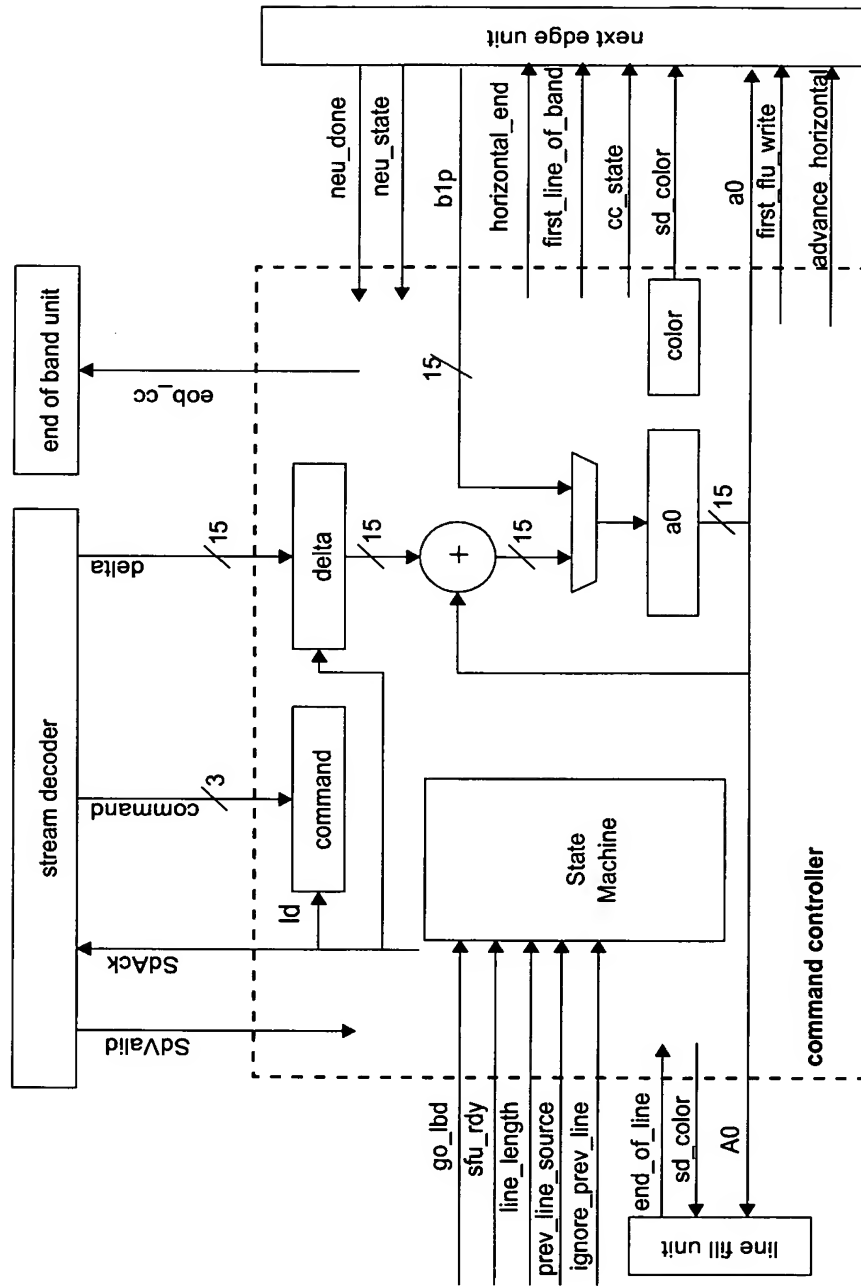 stream decoder
end of band unit
SdValid
SdAck
command
3
delta
15
eob_cc
neu_done
neu_state
b1p
horizontal_end
first_line_of_band
cc_state
sd_color
a0
first_flu_write
advance_horizontal
next edge unit
ld
command
delta
15
+
15
15
a0
15
color
State
Machine
go_lbd
sfu_rdy
line_length
prev_line_source
ignore_prev_line
end_of_line
sd_color
A0
line fill unit
command controller